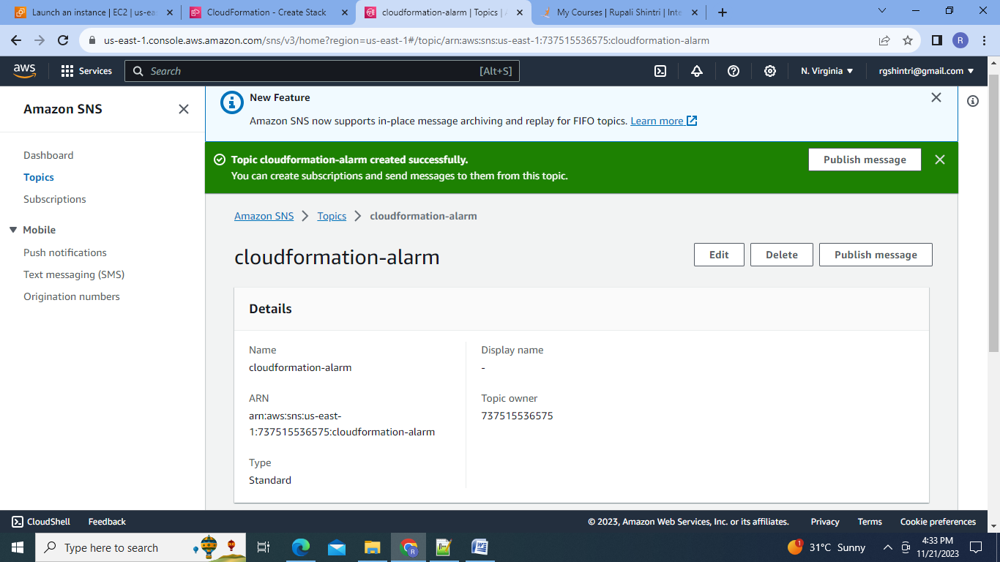 Launch an instance | EC2 | us-ea
CloudFormation - Create Stack
cloudformation-alarm | Topics |
My Courses | Rupali Shintri | Inte
us-east-1.console.aws.amazon.com/sns/v3/home?region=us-east-1#/topic/arn:aws:sns:us-east-1:737515536575:cloudformation-alarm
R
aws
Services
Search
[Alt+S]
N. Virginia
rgshintri@gmail.com
Amazon SNS
Dashboard
Topics
Subscriptions
Mobile
Push notifications
Text messaging (SMS)
Origination numbers
New Feature
Amazon SNS now supports in-place message archiving and replay for FIFO topics. Learn more
Topic cloudformation-alarm created successfully.
You can create subscriptions and send messages to them from this topic.
Publish message
Amazon SNS
Topics
cloudformation-alarm
cloudformation-alarm
Edit
Delete
Publish message
Details
Name
cloudformation-alarm
ARN
arn:aws:sns:us-east-
1:737515536575:cloudformation-alarm
Type
Standard
Display name
-
Topic owner
737515536575
CloudShell
Feedback
© 2023, Amazon Web Services, Inc. or its affiliates.
Privacy
Terms
Cookie preferences
Type here to search
R
1
31°C Sunny
4:33 PM
11/21/2023